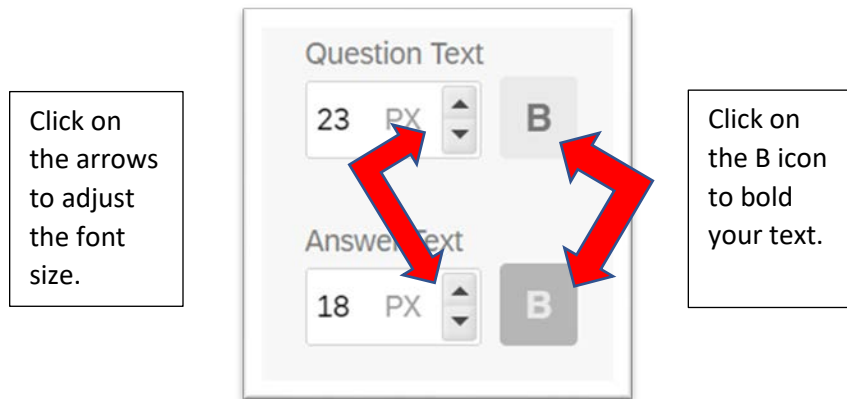 Click on
the arrows
to adjust
the font
size.
Question Text
23 PX B
Answer Text
18 PX B
Click on
the B icon
to bold
your text.